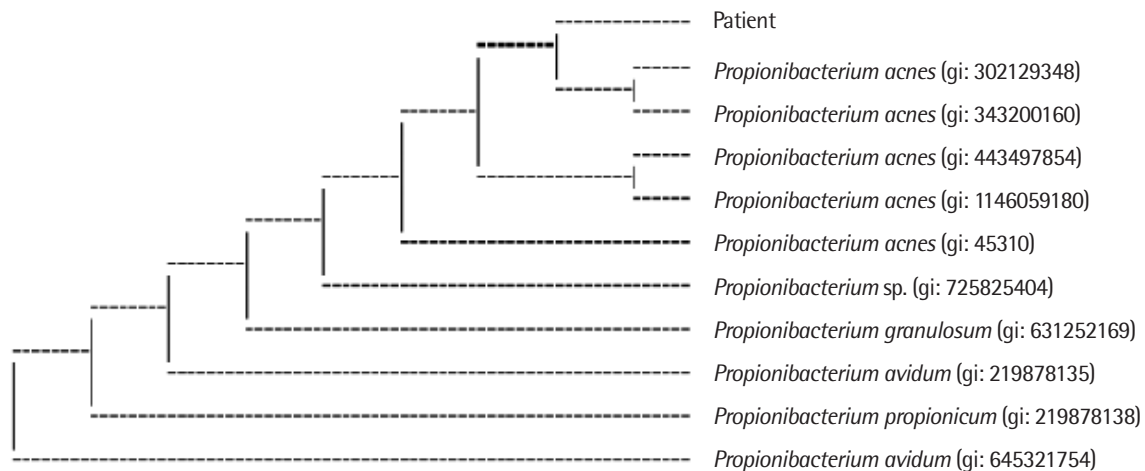 Patient
Propionibacterium acnes (gi: 302129348)
Propionibacterium acnes (gi: 343200160)
Propionibacterium acnes (gi: 443497854)
Propionibacterium acnes (gi: 1146059180)
Propionibacterium acnes (gi: 45310)
Propionibacterium sp. (gi: 725825404)
Propionibacterium granulosum (gi: 631252169)
Propionibacterium avidum (gi: 219878135)
Propionibacterium propionicum (gi: 219878138)
Propionibacterium avidum (gi: 645321754)